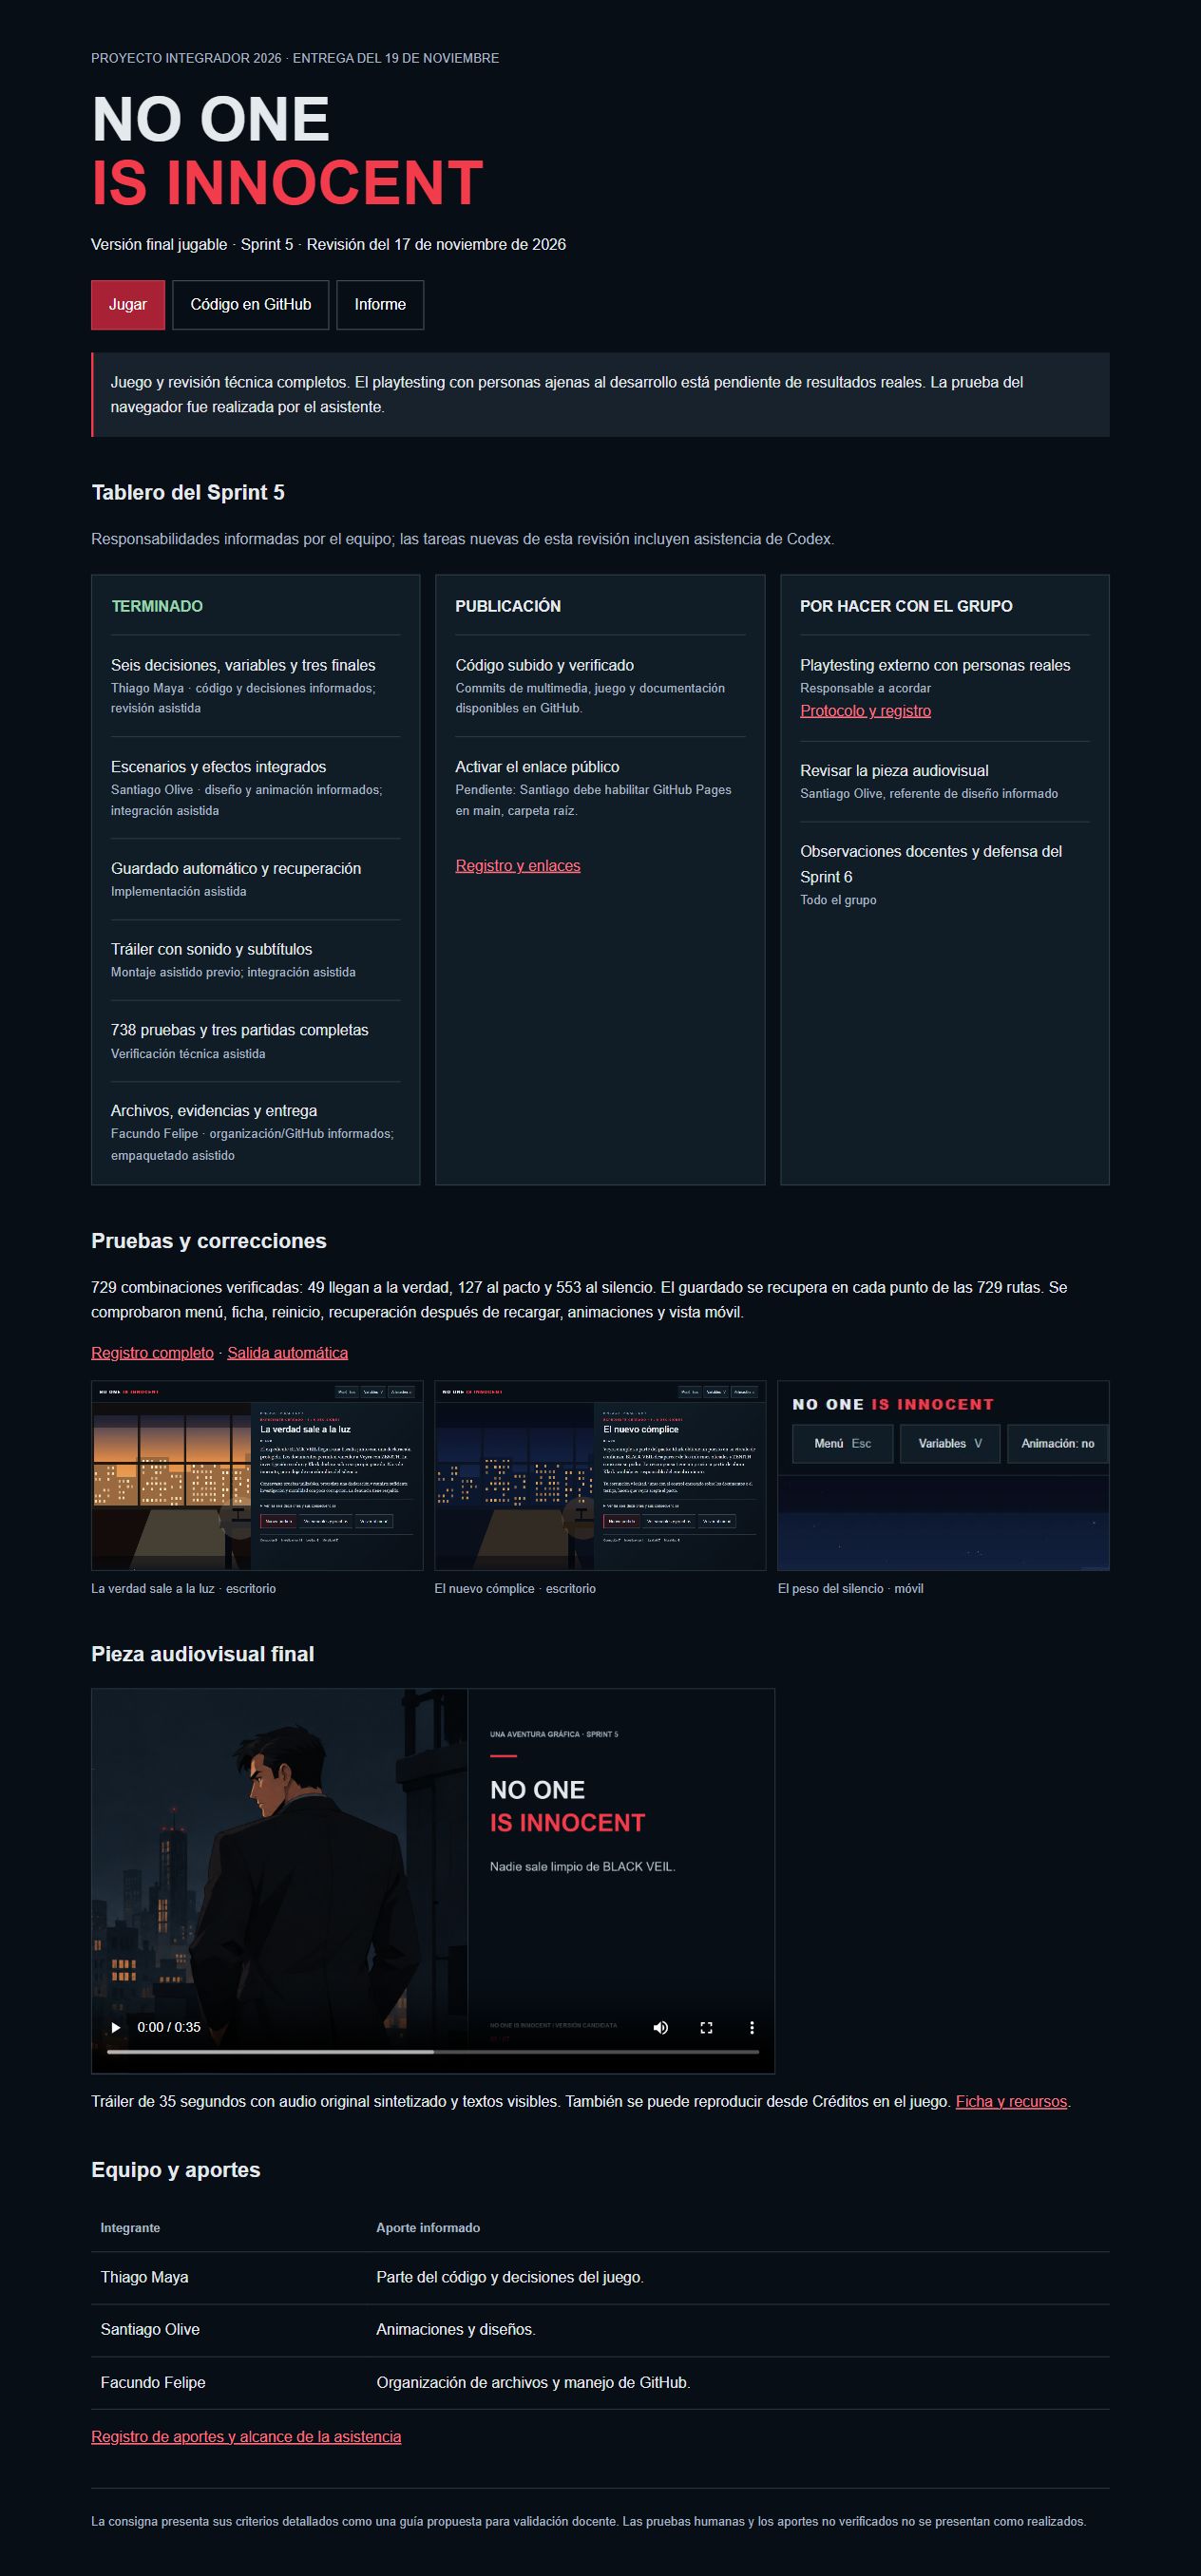 PROYECTO INTEGRADOR 2026 · ENTREGA DEL 19 DE NOVIEMBRE
NO ONE
IS INNOCENT
Versión final jugable · Sprint 5 · Revisión del 17 de noviembre de 2026
Jugar
Código en GitHub
Informe
Juego y revisión técnica completos. El playtesting con personas ajenas al desarrollo está pendiente de resultados reales. La prueba del
navegador fue realizada por el asistente.
Tablero del Sprint 5
Responsabilidades informadas por el equipo; las tareas nuevas de esta revisión incluyen asistencia de Codex.
TERMINADO
Seis decisiones, variables y tres finales
Thiago Maya · código y decisiones informados;
revisión asistida
Escenarios y efectos integrados
Santiago Olive · diseño y animación informados;
integración asistida
Guardado automático y recuperación
Implementación asistida
Tráiler con sonido y subtítulos
Montaje asistido previo; integración asistida
738 pruebas y tres partidas completas
Verificación técnica asistida
Archivos, evidencias y entrega
Facundo Felipe · organización/GitHub informados;
empaquetado asistido
PUBLICACIÓN
Código subido y verificado
Commits de multimedia, juego y documentación
disponibles en GitHub.
Activar el enlace público
Pendiente: Santiago debe habilitar GitHub Pages
en main, carpeta raíz.
Registro y enlaces
POR HACER CON EL GRUPO
Playtesting externo con personas reales
Responsable a acordar
Protocolo y registro
Revisar la pieza audiovisual
Santiago Olive, referente de diseño informado
Observaciones docentes y defensa del
Sprint 6
Todo el grupo
Pruebas y correcciones
729 combinaciones verificadas: 49 llegan a la verdad, 127 al pacto y 553 al silencio. El guardado se recupera en cada punto de las 729 rutas. Se
comprobaron menú, ficha, reinicio, recuperación después de recargar, animaciones y vista móvil.
Registro completo · Salida automática
NO ONE IS INNOCENT
La verdad sale a la luz
NO ONE IS INNOCENT
El nuevo cómplice
NO ONE IS INNOCENT
Menú Esc
Variables V
Animación: no
La verdad sale a la luz · escritorio
El nuevo cómplice · escritorio
El peso del silencio · móvil
Pieza audiovisual final
UNA AVENTURA GRÁFICA · SPRINT 5
NO ONE
IS INNOCENT
Nadie sale limpio de BLACK VEIL.
NO ONE IS INNOCENT / VERSIÓN CANDIDATA
0:00 / 0:35
Tráiler de 35 segundos con audio original sintetizado y textos visibles. También se puede reproducir desde Créditos en el juego. Ficha y recursos.
Equipo y aportes
Integrante Aporte informado
Thiago Maya Parte del código y decisiones del juego.
Santiago Olive Animaciones y diseños.
Facundo Felipe Organización de archivos y manejo de GitHub.
Registro de aportes y alcance de la asistencia
La consigna presenta sus criterios detallados como una guía propuesta para validación docente. Las pruebas humanas y los aportes no verificados no se presentan como realizados.